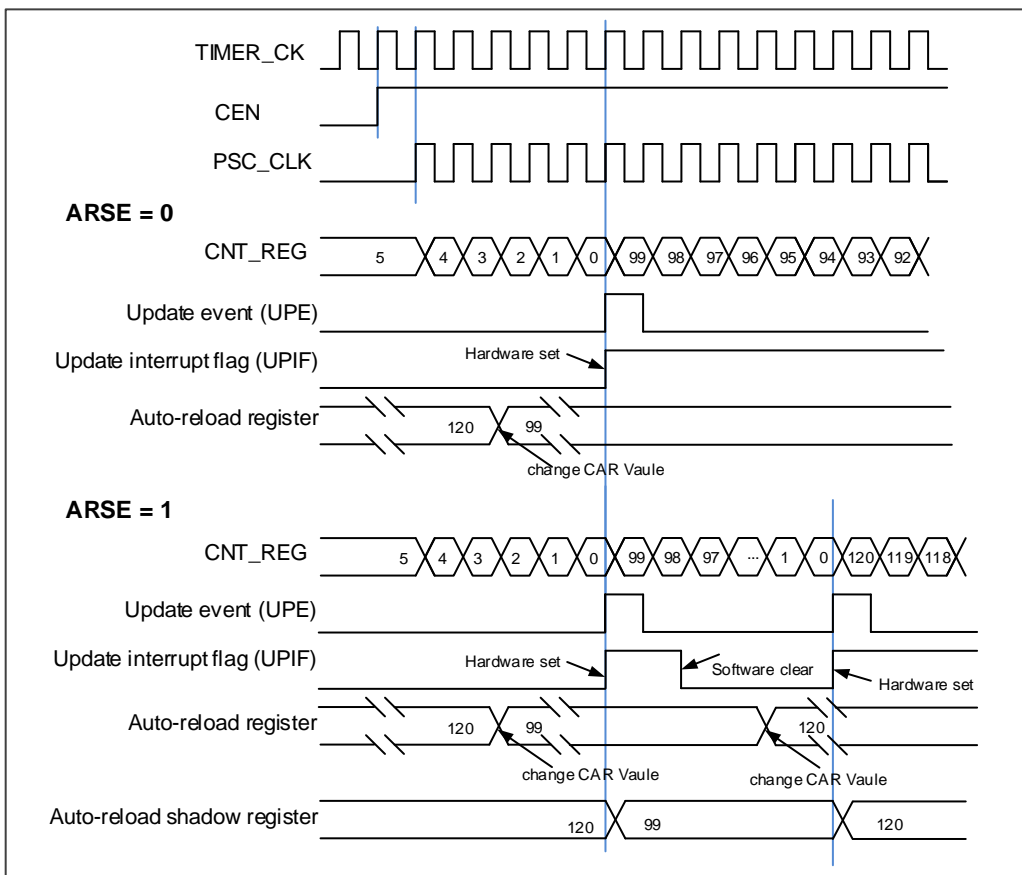 TIMER_CK
CEN
PSC_CLK
ARSE = 0
CNT_REG 5 4 3 2 1 0 99 98 97 96 95 94 93 92
Update event (UPE)
Update interrupt flag (UPIF) Hardware set
Auto-reload register 120 99
change CAR Vaule
ARSE = 1
CNT_REG 5 4 3 2 1 0 99 98 97 ... 1 0 120 119 118
Update event (UPE)
Update interrupt flag (UPIF) Hardware set Software clear Hardware set
Auto-reload register 120 99 120
change CAR Vaule change CAR Vaule
Auto-reload shadow register 120 99 120